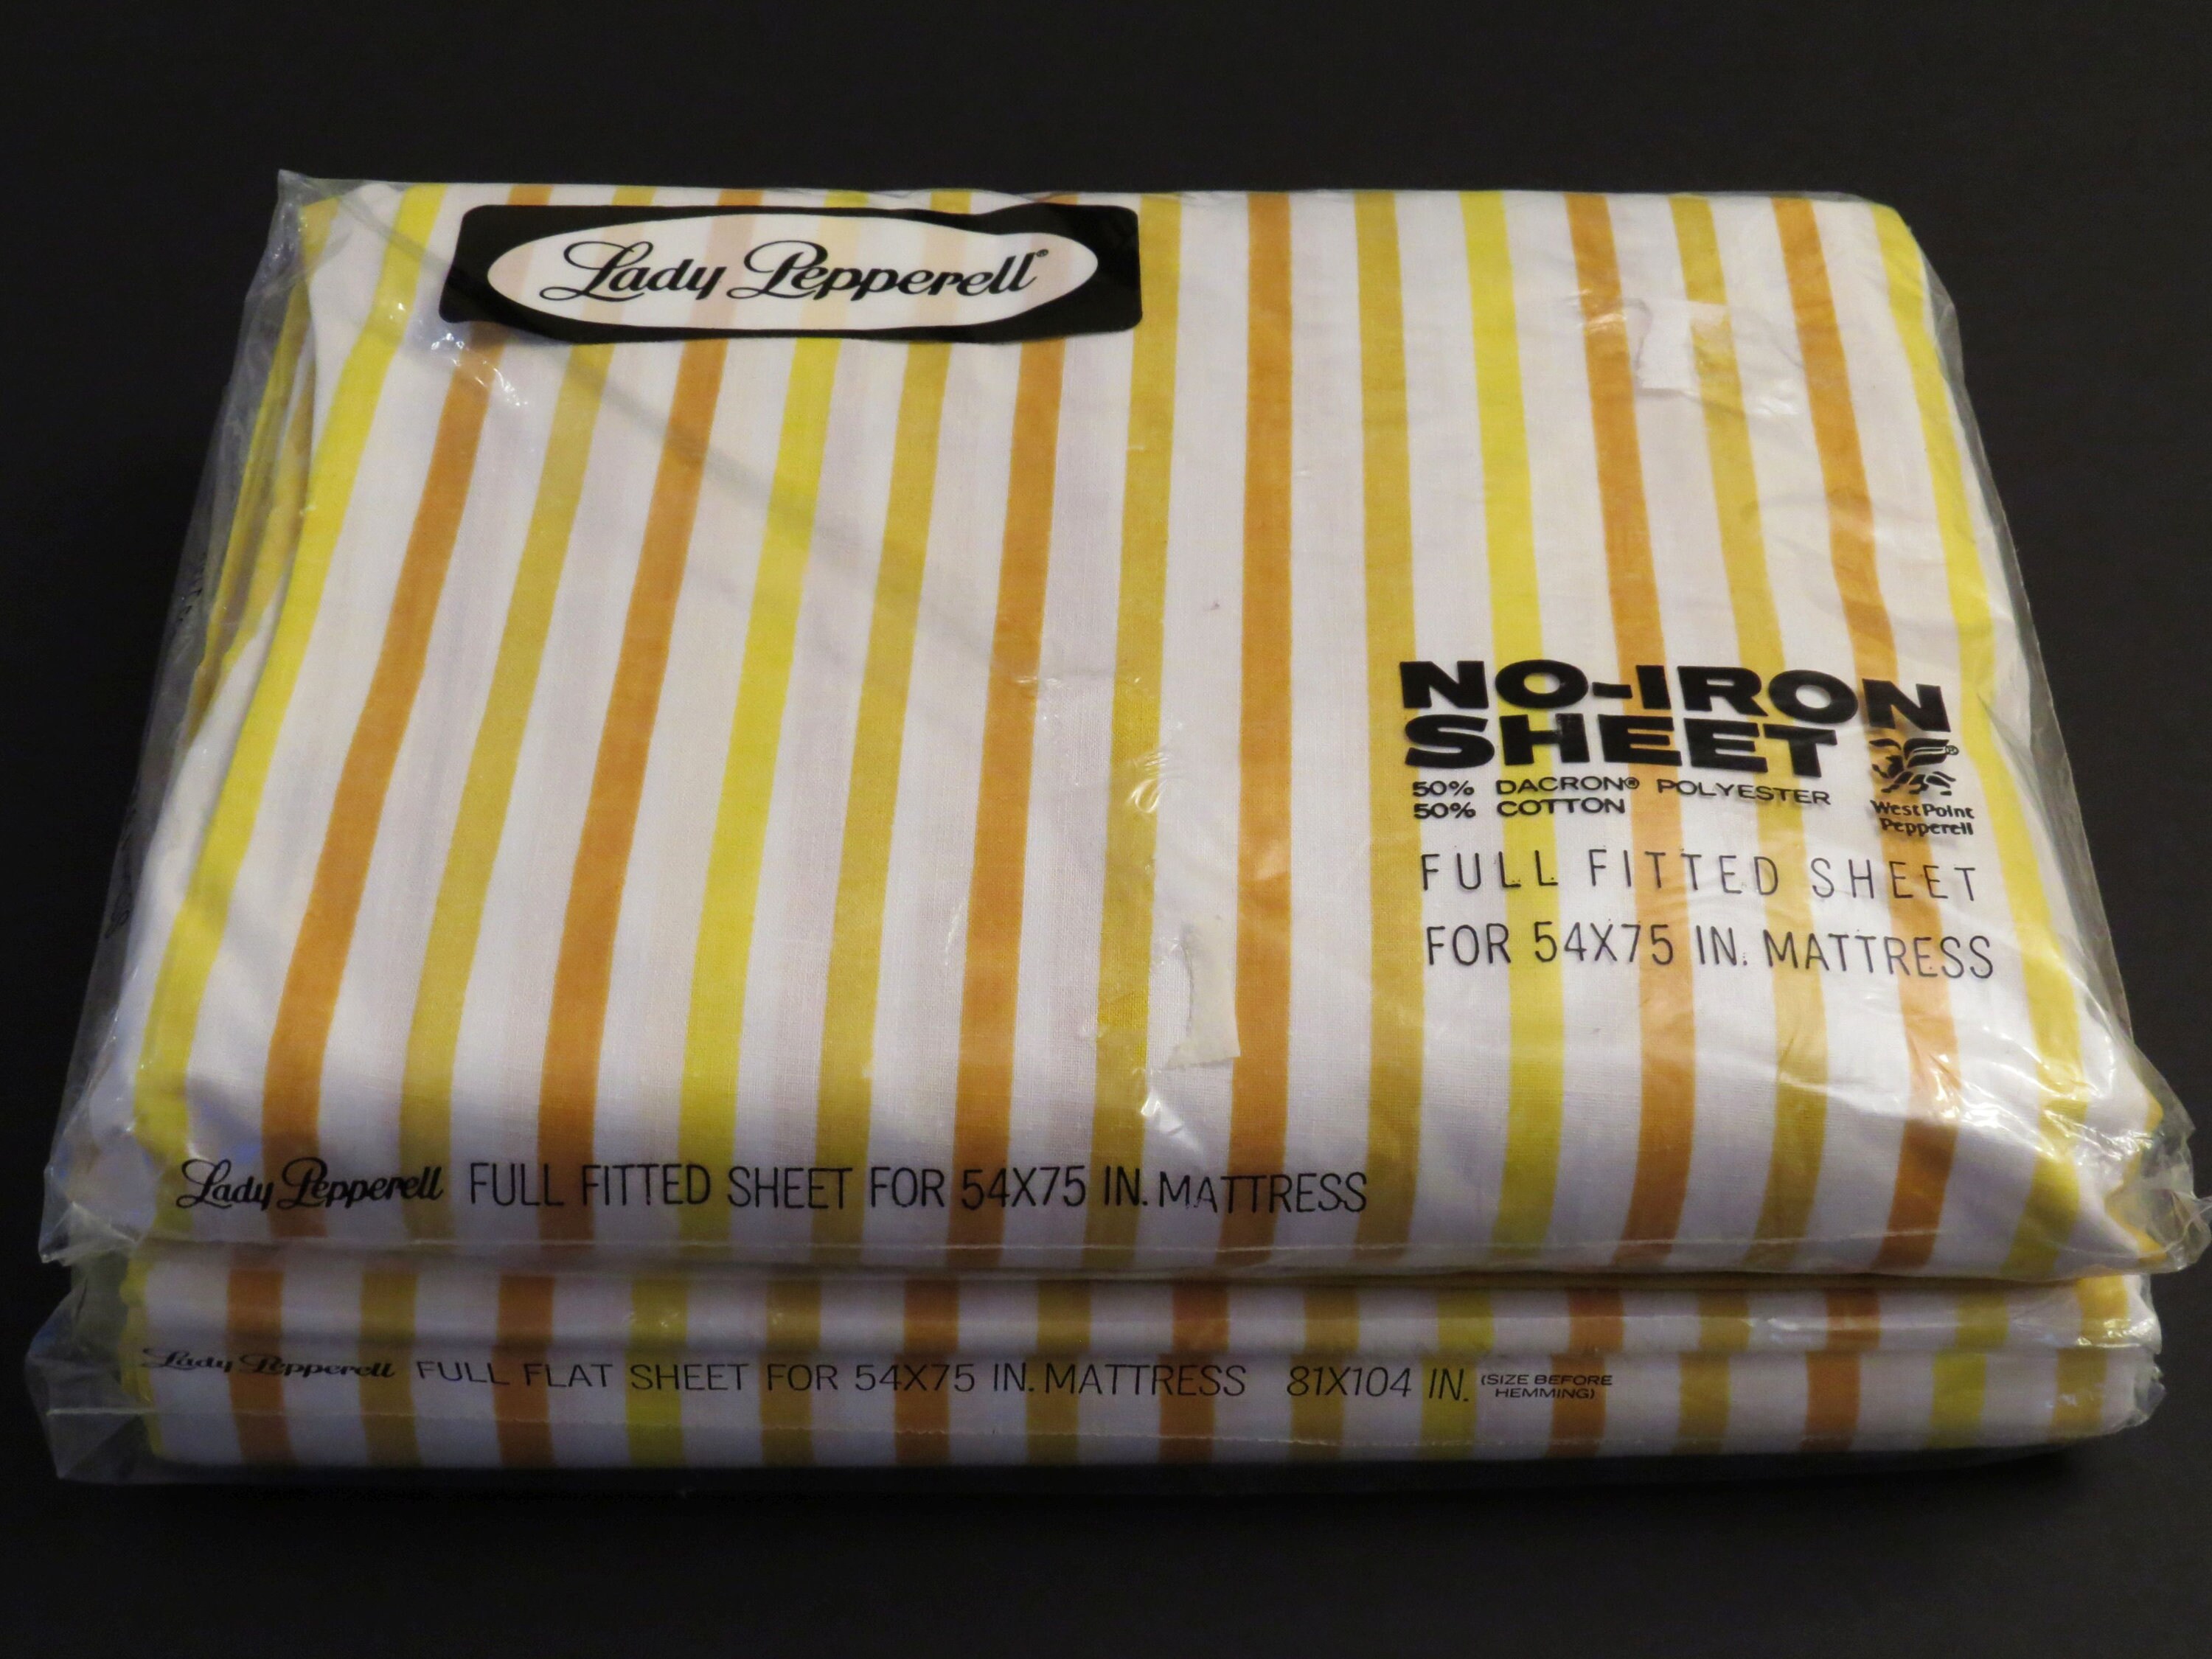 Lady Pepperell®
NO-IRON
SHEET
50% DACRON® POLYESTER
50% COTTON
®
West Point
Pepperell
FULL FITTED SHEET
FOR 54X75 IN. MATTRESS
Lady Pepperell FULL FITTED SHEET FOR 54X75 IN. MATTRESS
Lady Pepperell FULL FLAT SHEET FOR 54X75 IN. MATTRESS 81X104 IN. (SIZE BEFORE
HEMMING)